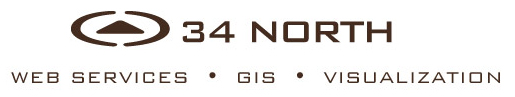 34 NORTH
WEB SERVICES • GIS • VISUALIZATION